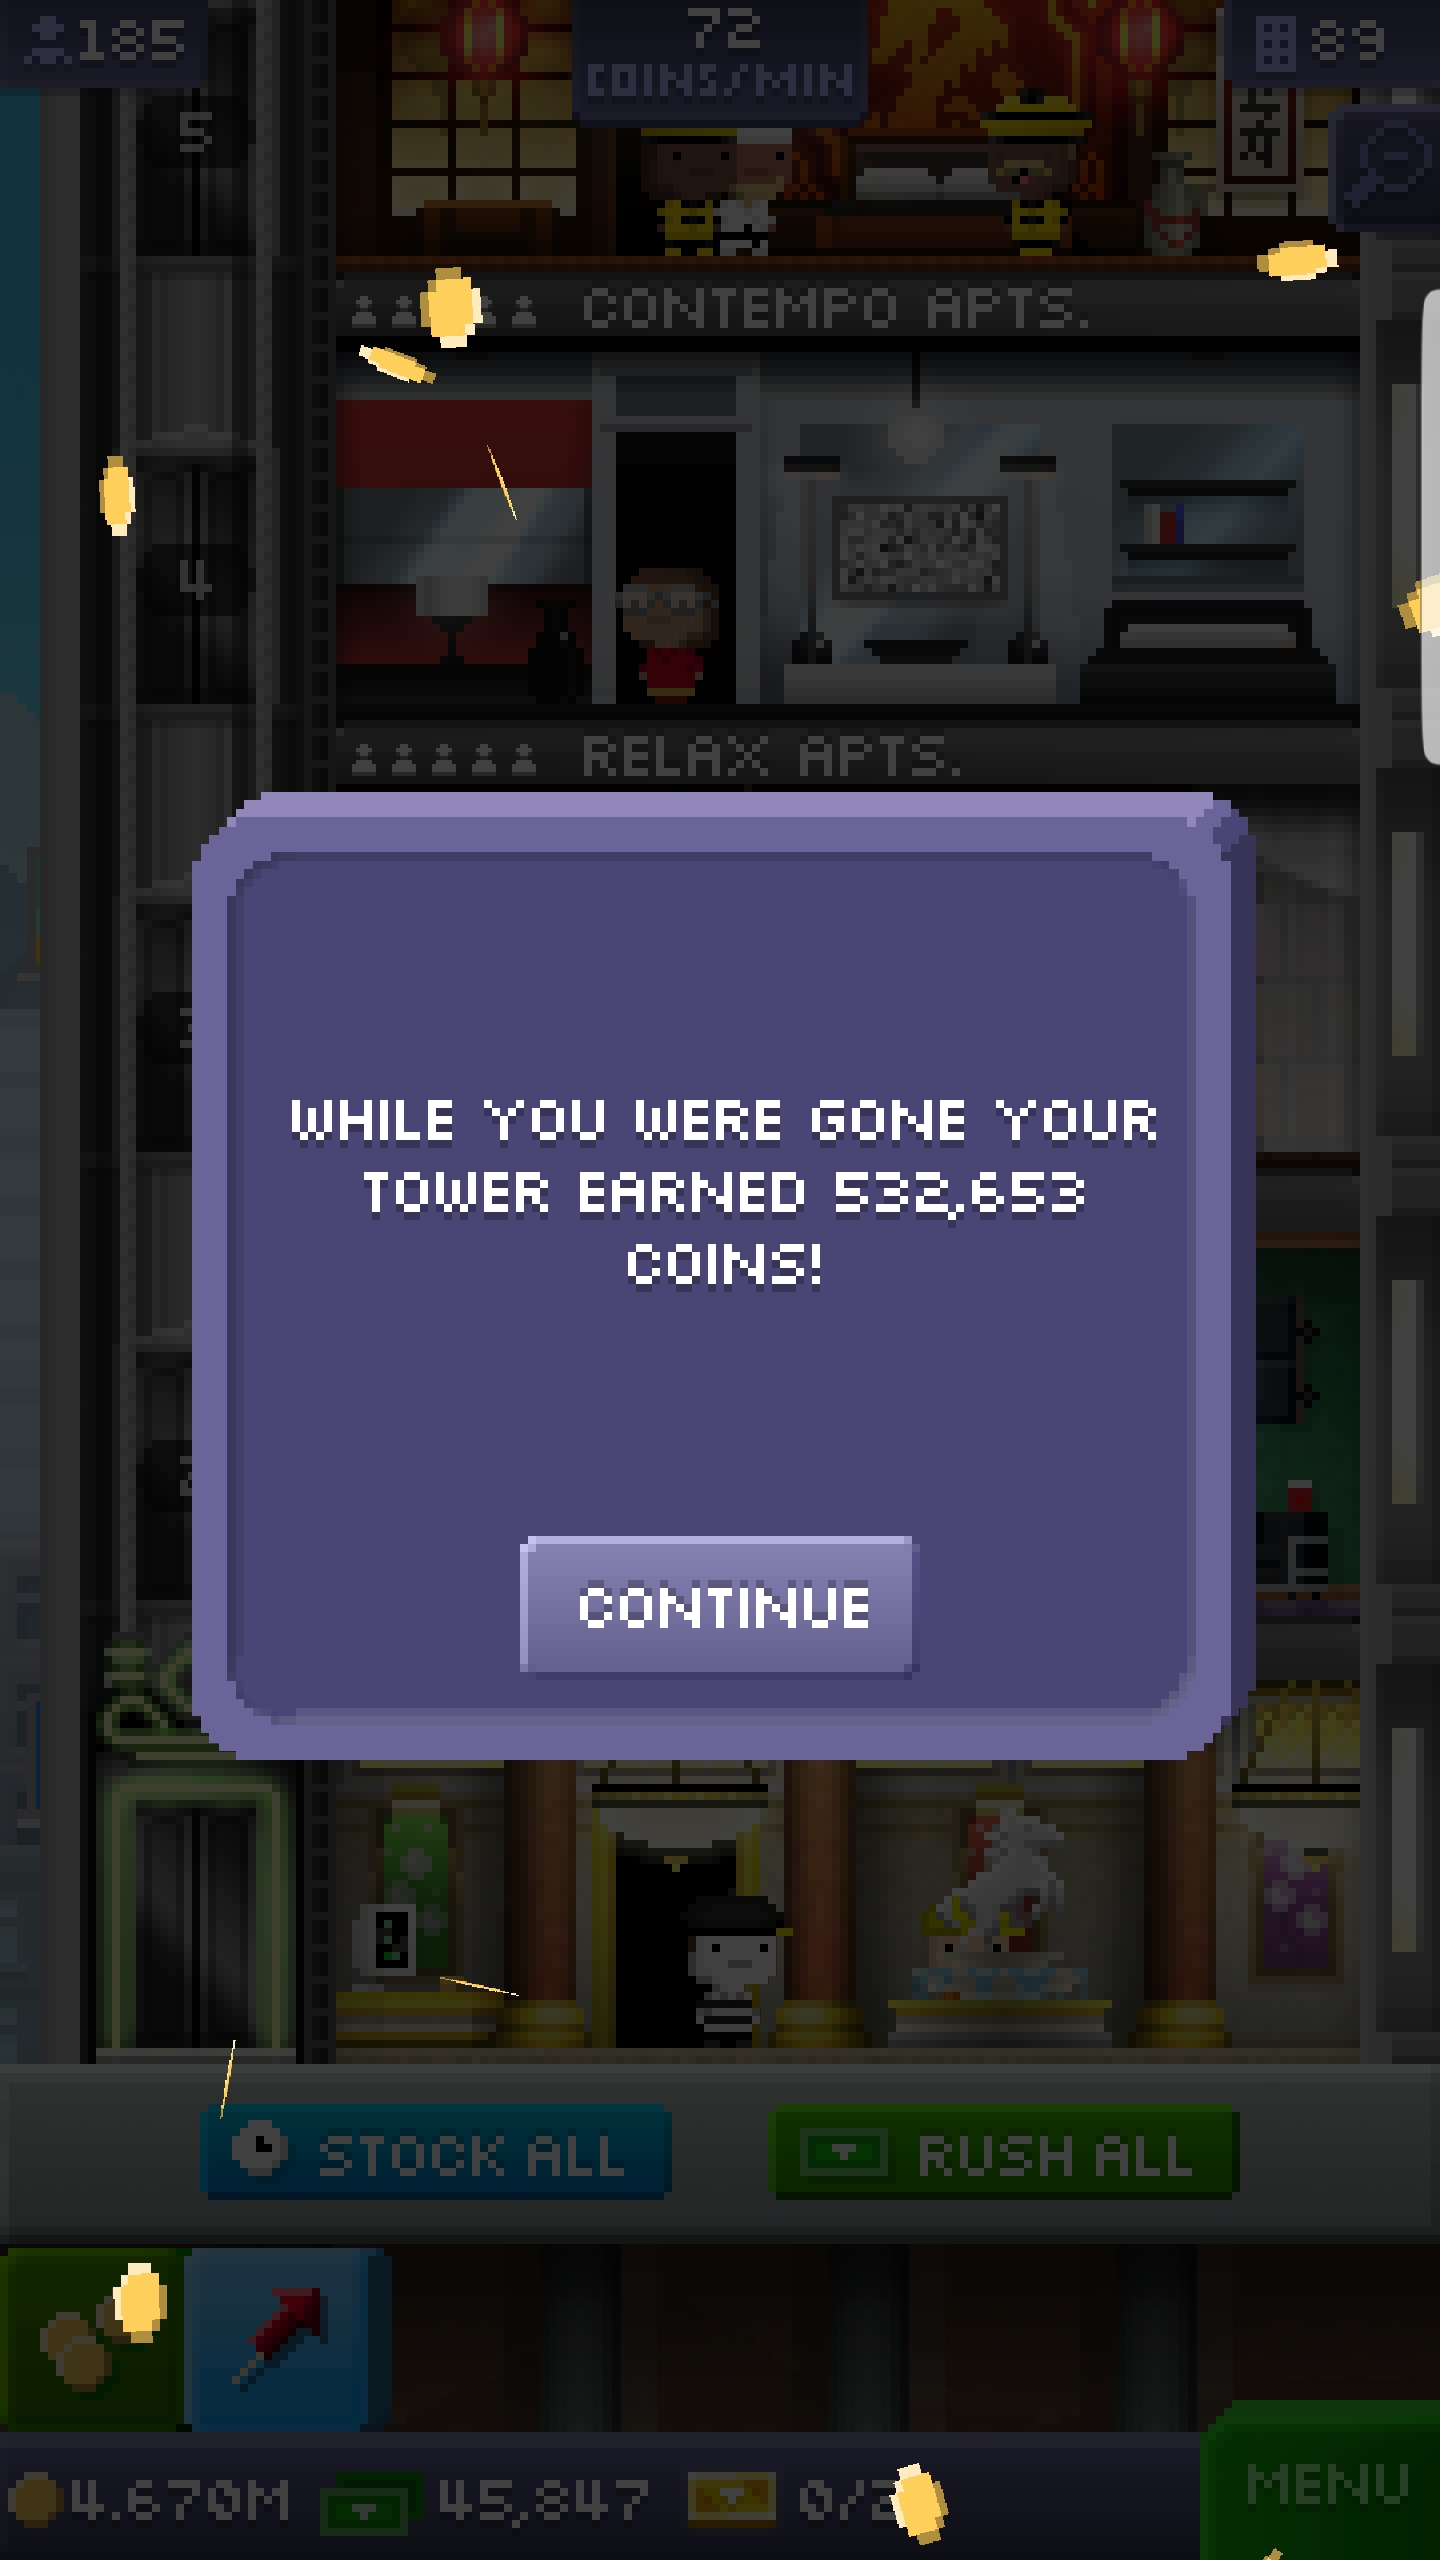 185
72
COINS/MIN
89
5
CONTEMPO APTS.
4
RELAX APTS.
WHILE YOU WERE GONE YOUR
TOWER EARNED 532,653
COINS!
CONTINUE
STOCK ALL
RUSH ALL
4.670M
45,847
MENU